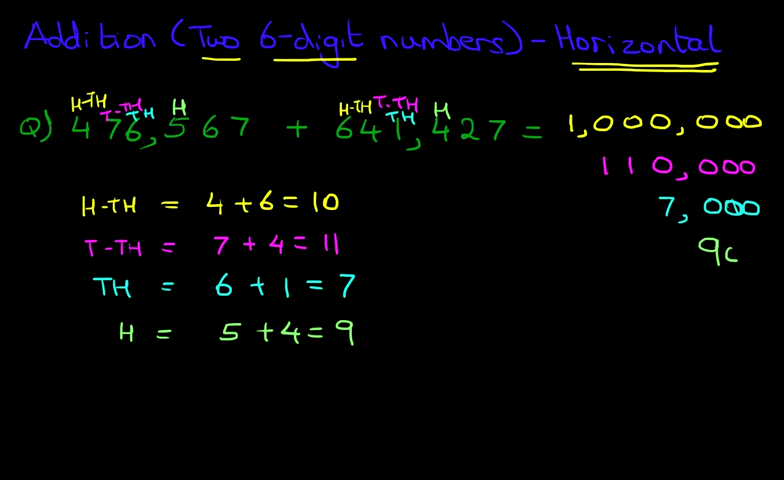 Addition (Two 6-digit numbers) - Horizontal
H-TH T-TH TH H H-TH T-TH TH H
Q) 476,567 + 641,427 = 1,000,000
110,000
H-TH = 4 + 6 = 10 7,000
T-TH = 7 + 4 = 11 90
TH = 6 + 1 = 7
H = 5 + 4 = 9